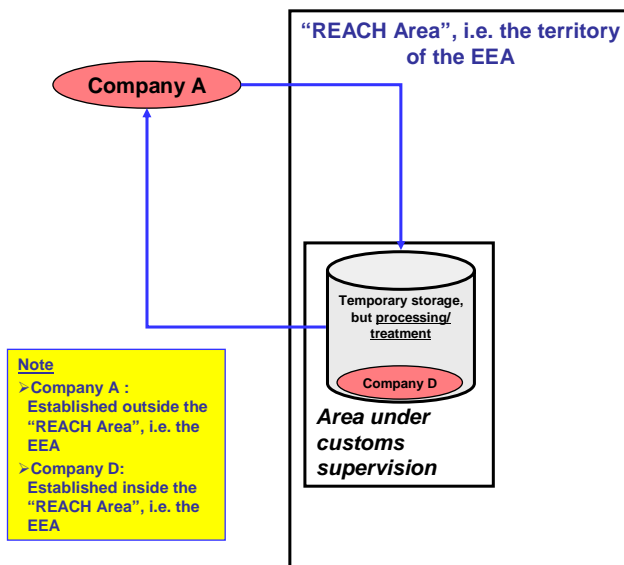 “REACH Area”, i.e. the territory
of the EEA
Company A
Temporary storage,
but processing/
treatment
Company D
Area under
customs
supervision
Note
➢Company A :
Established outside the
“REACH Area”, i.e. the
EEA
➢Company D:
Established inside the
“REACH Area”, i.e. the
EEA